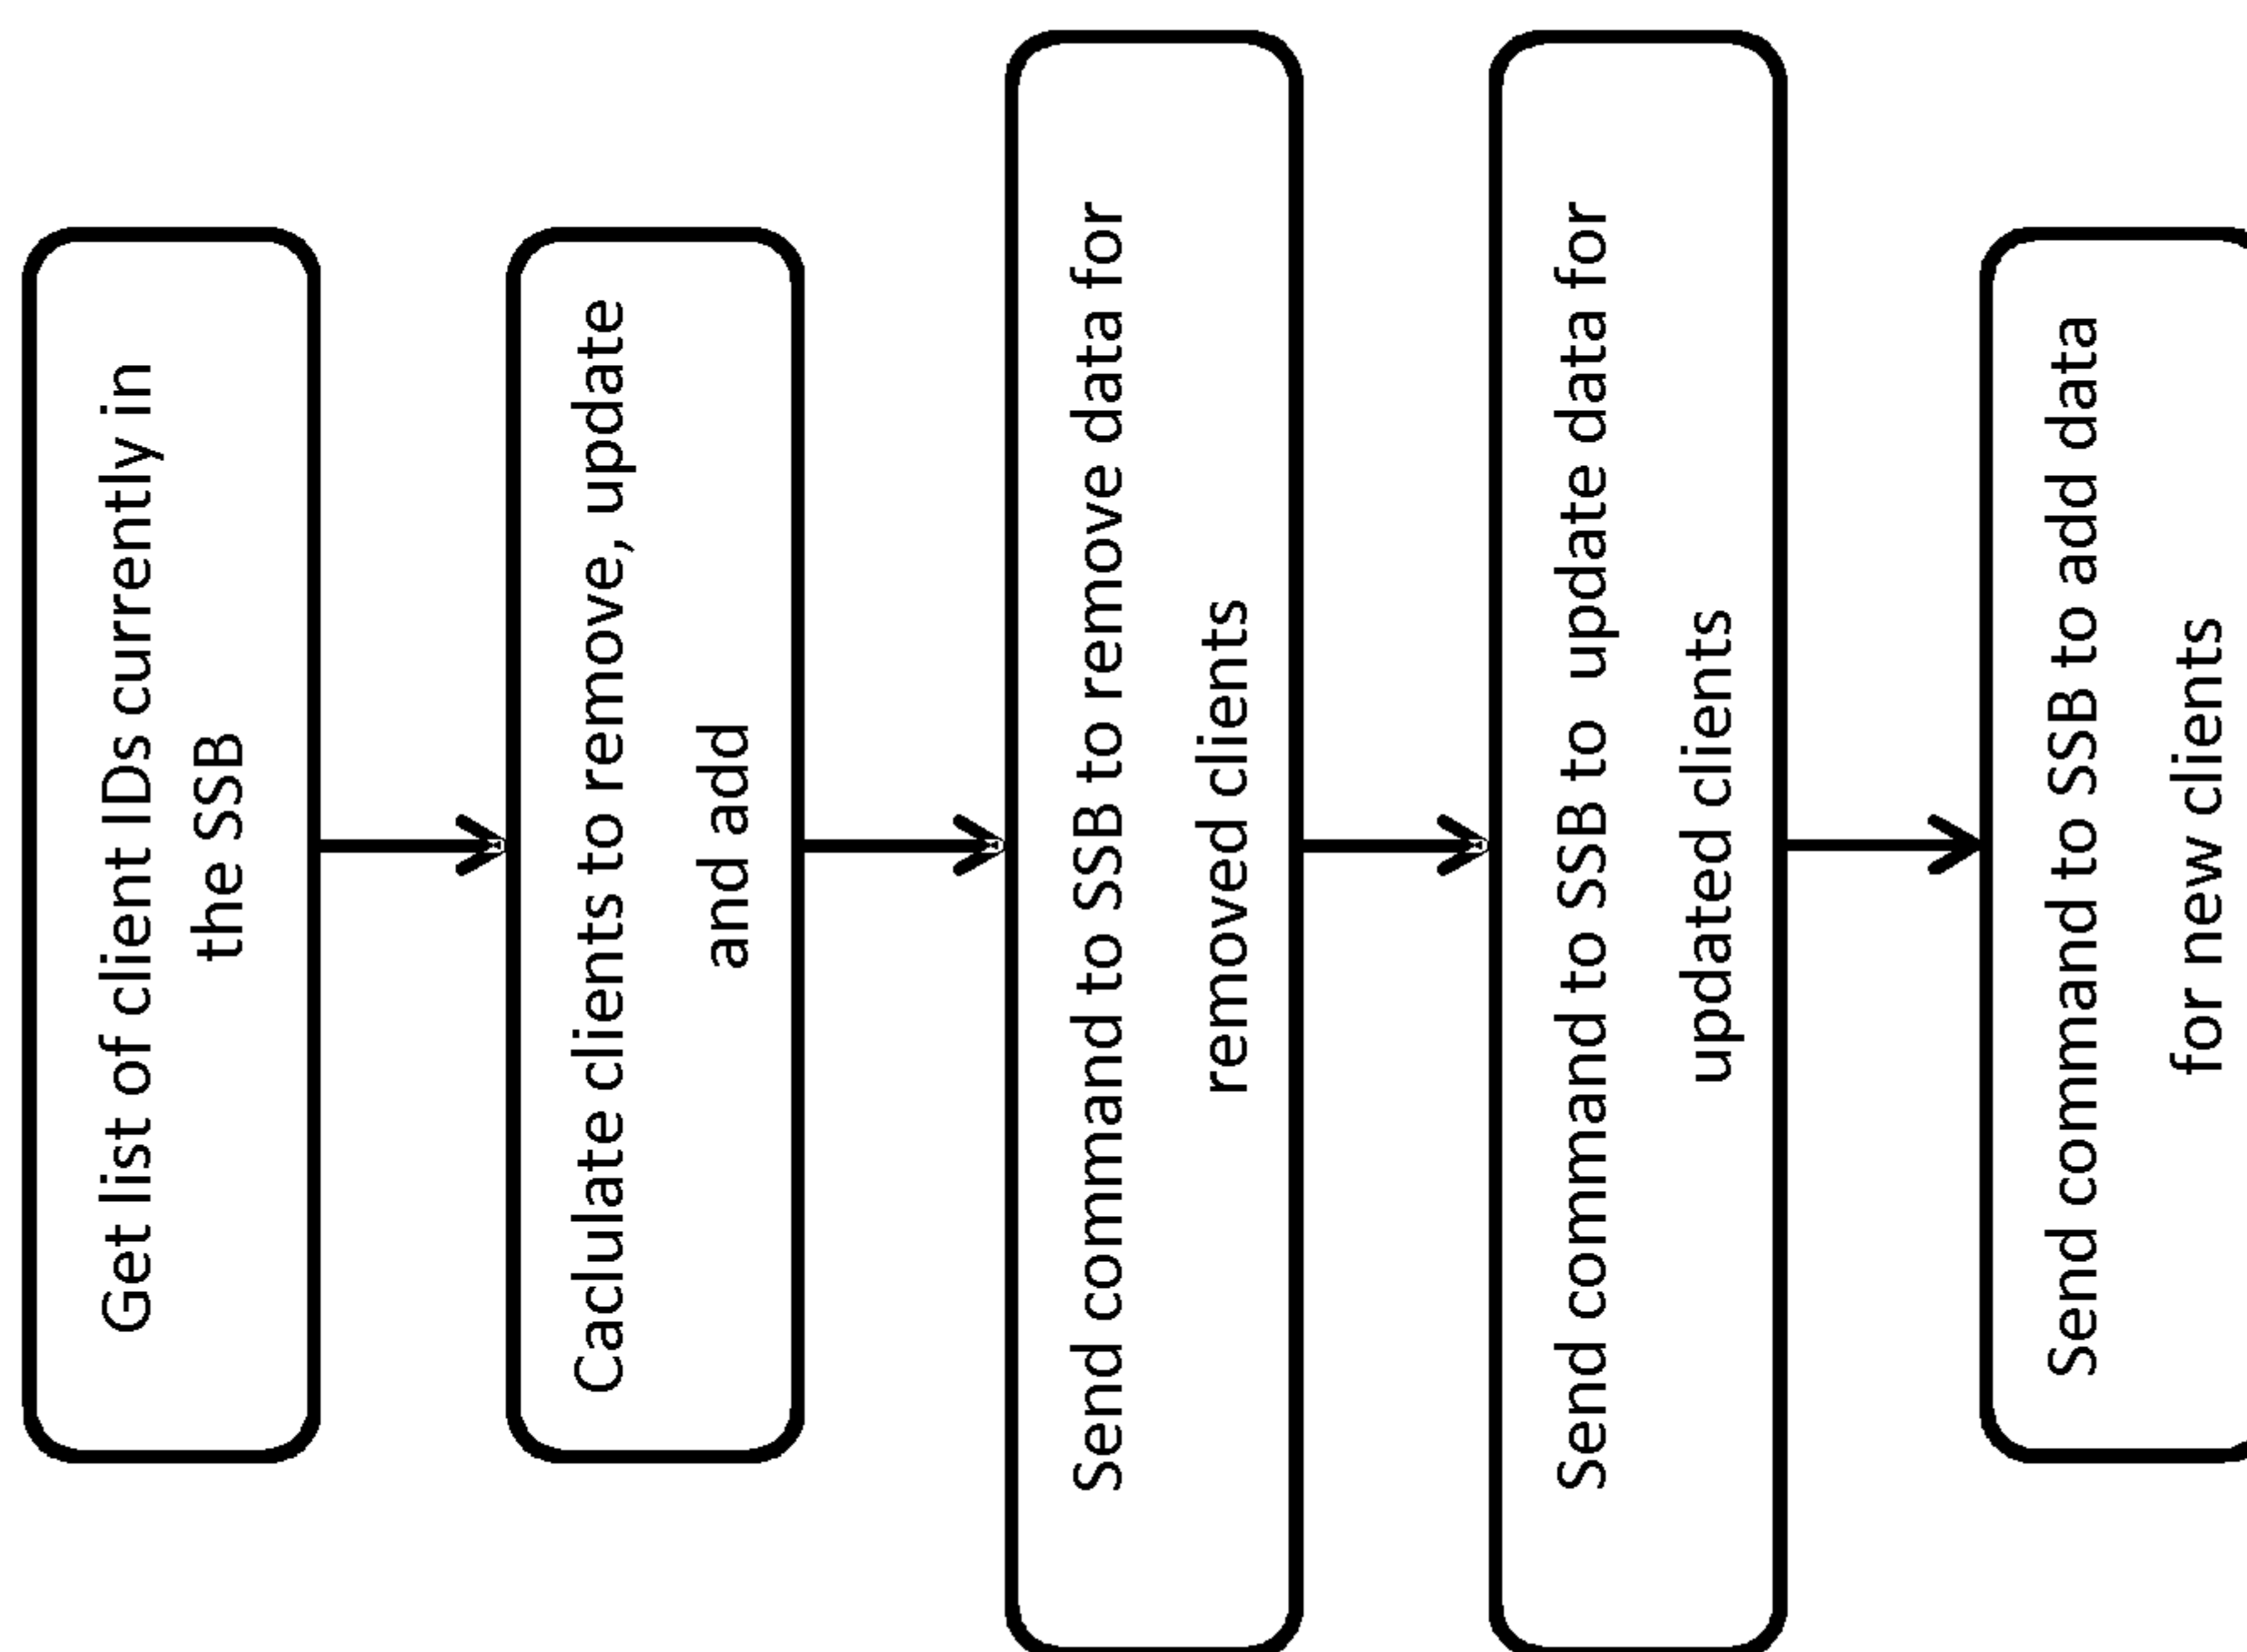 Get list of client IDs currently in
the SSB
Caclulate clients to remove, update
and add
Send command to SSB to remove data for
removed clients
Send command to SSB to  update data for
updated clients
Send command to SSB to add data
for new clients